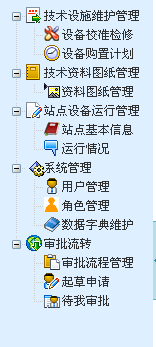 技术设施维护管理
设备校准检修
设备购置计划
技术资料图纸管理
资料图纸管理
站点设备运行管理
站点基本信息
运行情况
系统管理
用户管理
角色管理
数据字典维护
审批流转
审批流程管理
起草申请
待我审批